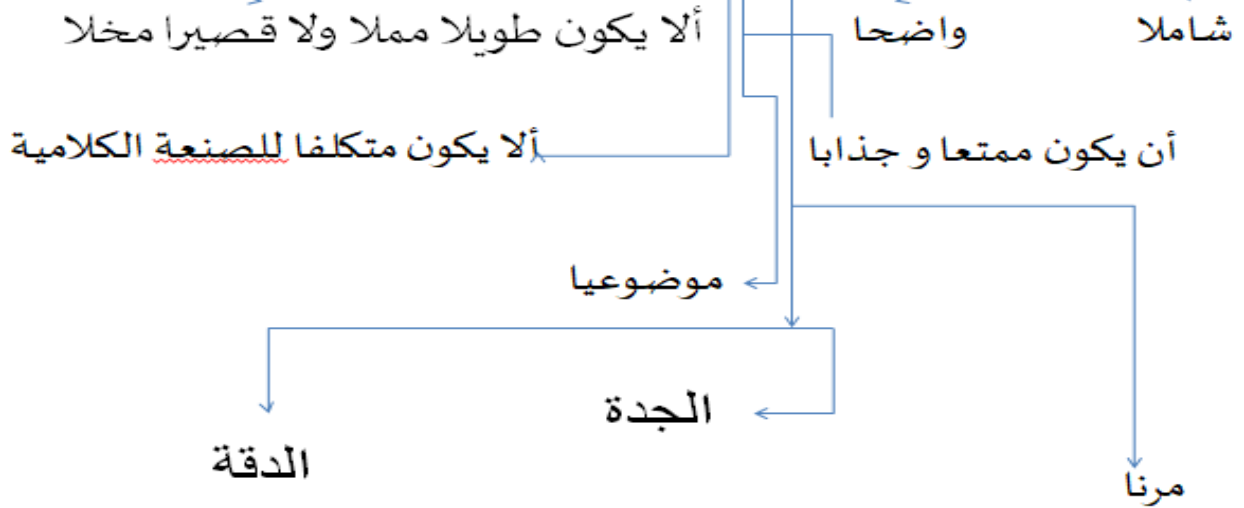 شاملا
واضحا
ألا يكون طويلا مملا ولا قصيرا مخلا
أن يكون ممتعا و جذابا
ألا يكون متكلفا للصنعة الكلامية
موضوعيا
الجدة
الدقة
مرنا